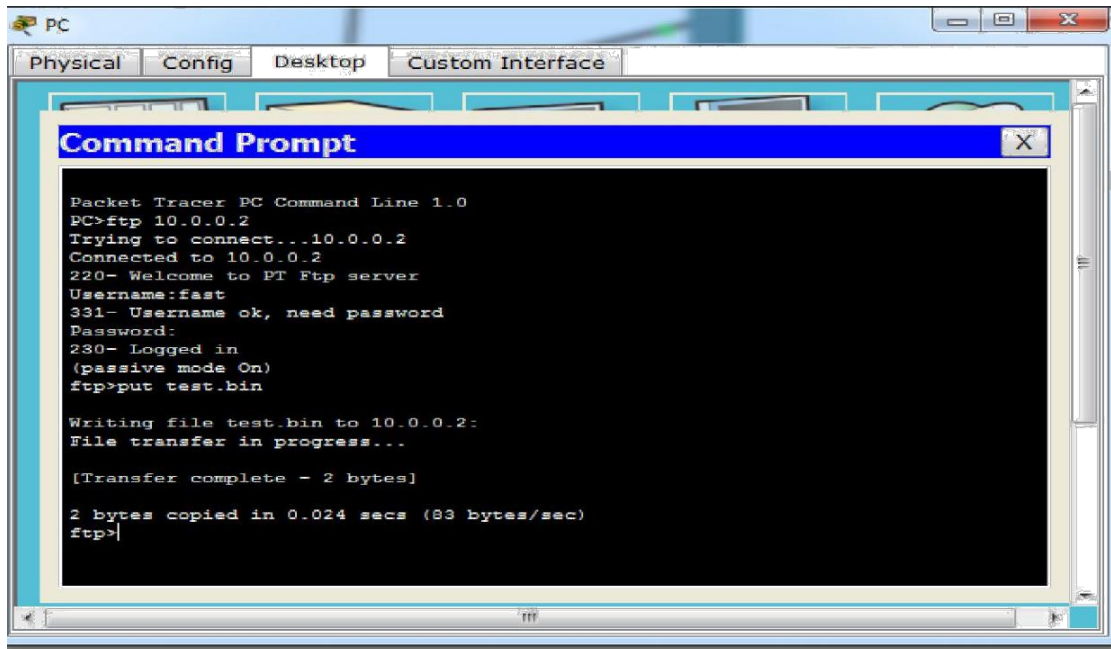 PC
Physical Config Desktop Custom Interface
Command Prompt
X
Packet Tracer PC Command Line 1.0
PC>ftp 10.0.0.2
Trying to connect...10.0.0.2
Connected to 10.0.0.2
220- Welcome to PT Ftp server
Username:fast
331- Username ok, need password
Password:
230- Logged in
(passive mode On)
ftp>put test.bin
Writing file test.bin to 10.0.0.2:
File transfer in progress...
[Transfer complete - 2 bytes]
2 bytes copied in 0.024 secs (83 bytes/sec)
ftp>